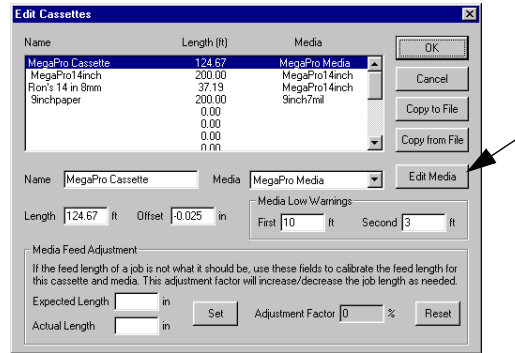 Edit Cassettes
Name Length (ft) Media
MegaPro Cassette 124.67 MegaPro Media
MegaPro14inch 200.00 MegaPro14inch
Ron's 14 in 8mm 37.19 MegaPro14inch
9inchpaper 200.00 9inch7mil
0.00
0.00
0.00
0.00
OK
Cancel
Copy to File
Copy from File
Edit Media
Name MegaPro Cassette Media MegaPro Media
Length 124.67 ft Offset -0.025 in
Media Low Warnings
First 10 ft Second 3 ft
Media Feed Adjustment
If the feed length of a job is not what it should be, use these fields to calibrate the feed length for
this cassette and media. This adjustment factor will increase/decrease the job length as needed.
Expected Length in
Actual Length in
Set
Adjustment Factor 0 %
Reset